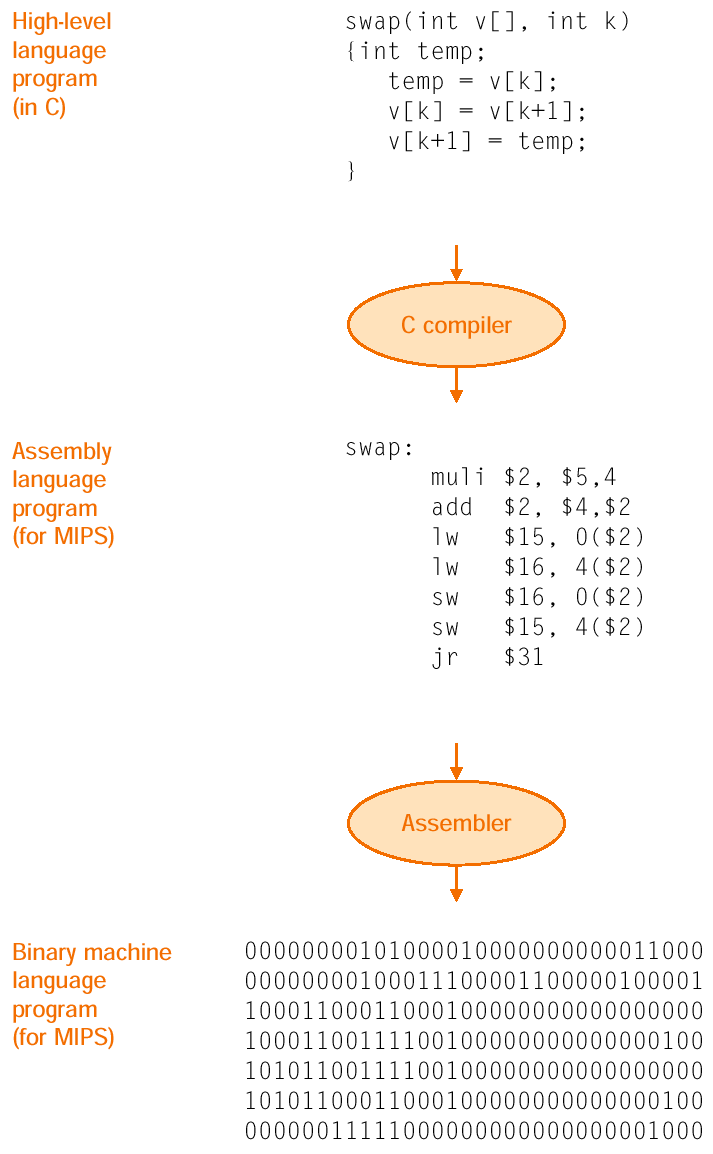 High-level
language
program
(in C)
swap(int v[], int k)
{int temp;
temp = v[k];
v[k] = v[k+1];
v[k+1] = temp;
}
C compiler
Assembly
language
program
(for MIPS)
swap:
muli $2, $5,4
add $2, $4,$2
lw $15, 0($2)
lw $16, 4($2)
sw $16, 0($2)
sw $15, 4($2)
jr $31
Assembler
Binary machine
language
program
(for MIPS)
00000000101000010000000000011000
00000000100011100001100000100001
10001100011000100000000000000000
10001100111100100000000000000100
10101100111100100000000000000000
10101100011000100000000000000100
00000011111000000000000000001000